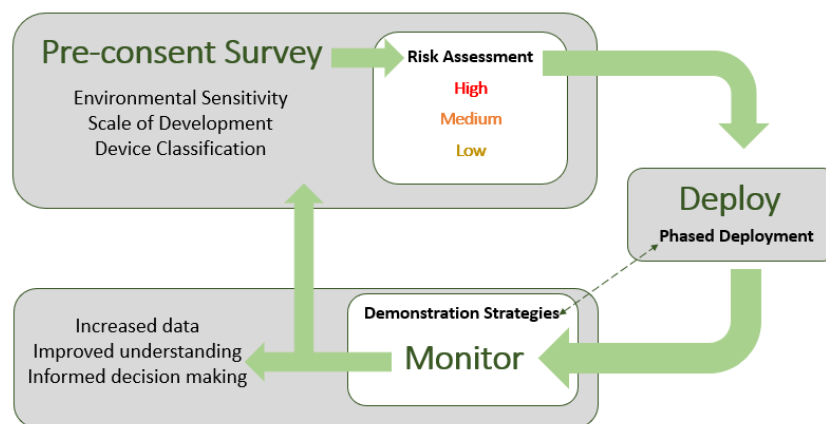 Pre-consent Survey
Environmental Sensitivity
Scale of Development
Device Classification
Risk Assessment
High
Medium
Low
Deploy
Phased Deployment
Demonstration Strategies
Monitor
Increased data
Improved understanding
Informed decision making